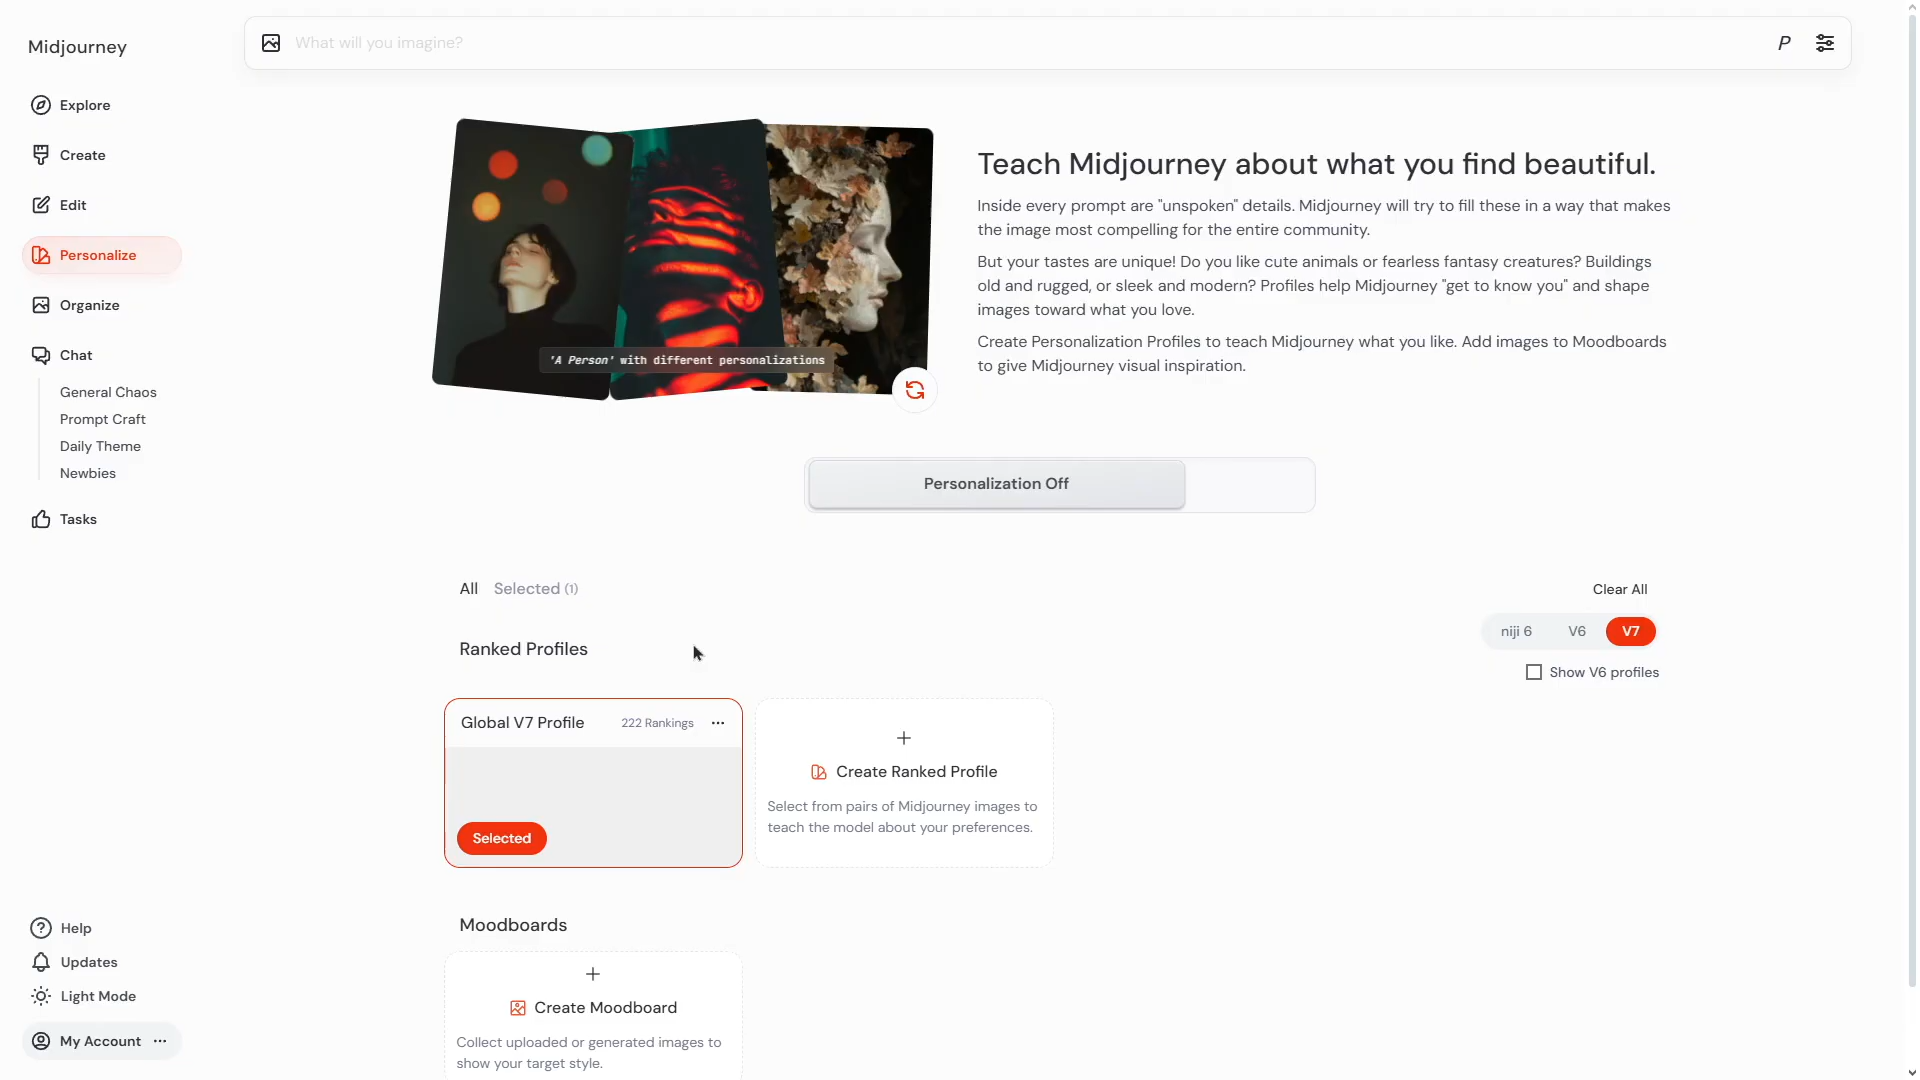 Midjourney
What will you imagine?
P
Explore
Create
Edit
Personalize
Organize
Chat
General Chaos
Prompt Craft
Daily Theme
Newbies
Tasks
Help
Updates
Light Mode
My Account
'A Person' with different personalizations
Teach Midjourney about what you find beautiful.
Inside every prompt are "unspoken" details. Midjourney will try to fill these in a way that makes
the image most compelling for the entire community.
But your tastes are unique! Do you like cute animals or fearless fantasy creatures? Buildings
old and rugged, or sleek and modern? Profiles help Midjourney "get to know you" and shape
images toward what you love.
Create Personalization Profiles to teach Midjourney what you like. Add images to Moodboards
to give Midjourney visual inspiration.
Personalization Off
All Selected (1)
Clear All
niji 6 V6 V7
Show V6 profiles
Ranked Profiles
Global V7 Profile 222 Rankings
Selected
Create Ranked Profile
Select from pairs of Midjourney images to
teach the model about your preferences.
Moodboards
Create Moodboard
Collect uploaded or generated images to
show your target style.